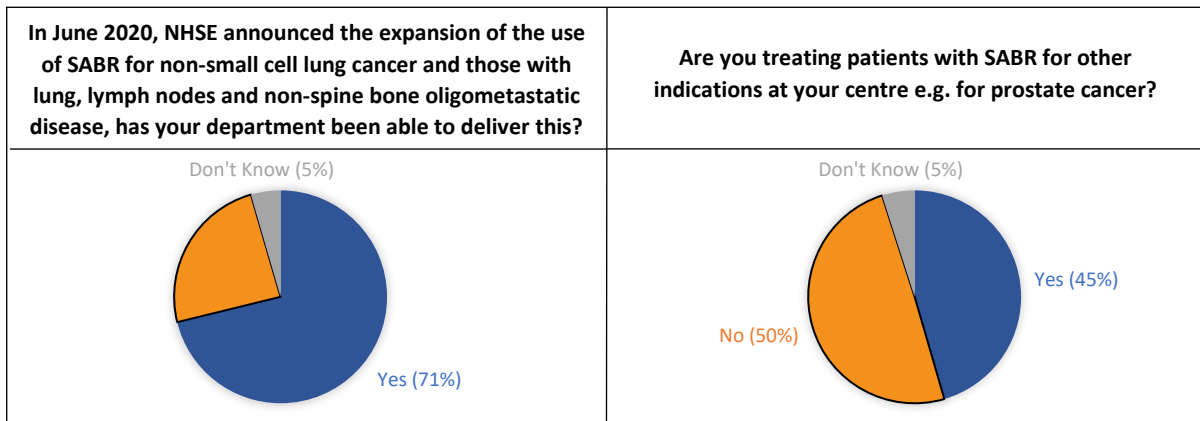 In June 2020, NHSE announced the expansion of the use
of SABR for non-small cell lung cancer and those with
lung, lymph nodes and non-spine bone oligometastatic
disease, has your department been able to deliver this?
Are you treating patients with SABR for other
indications at your centre e.g. for prostate cancer?
Don't Know (5%)
Yes (71%)
Don't Know (5%)
Yes (45%)
No (50%)